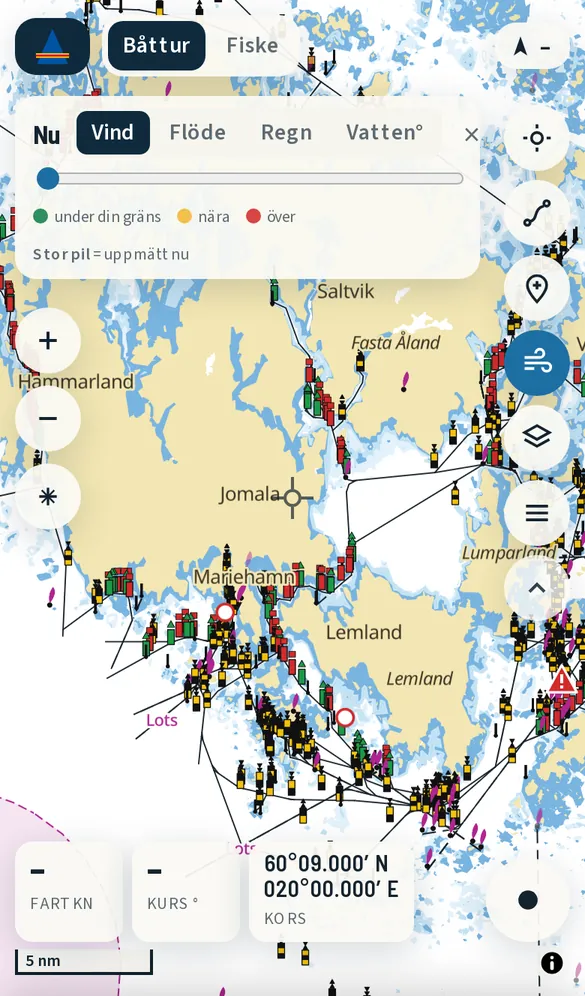 Båttur Fiske
–
Nu Vind Flöde Regn Vatten° ×
under din gräns nära över
Stor pil = uppmätt nu
Saltvik
Fasta Åland
+
V
Hammarland
−
Jomala
Lumparland
Mariehamn
Lemland
Lemland
Lots
Lots
–
FART KN
–
KURS °
60°09.000′ N
020°00.000′ E
KORS
5 nm